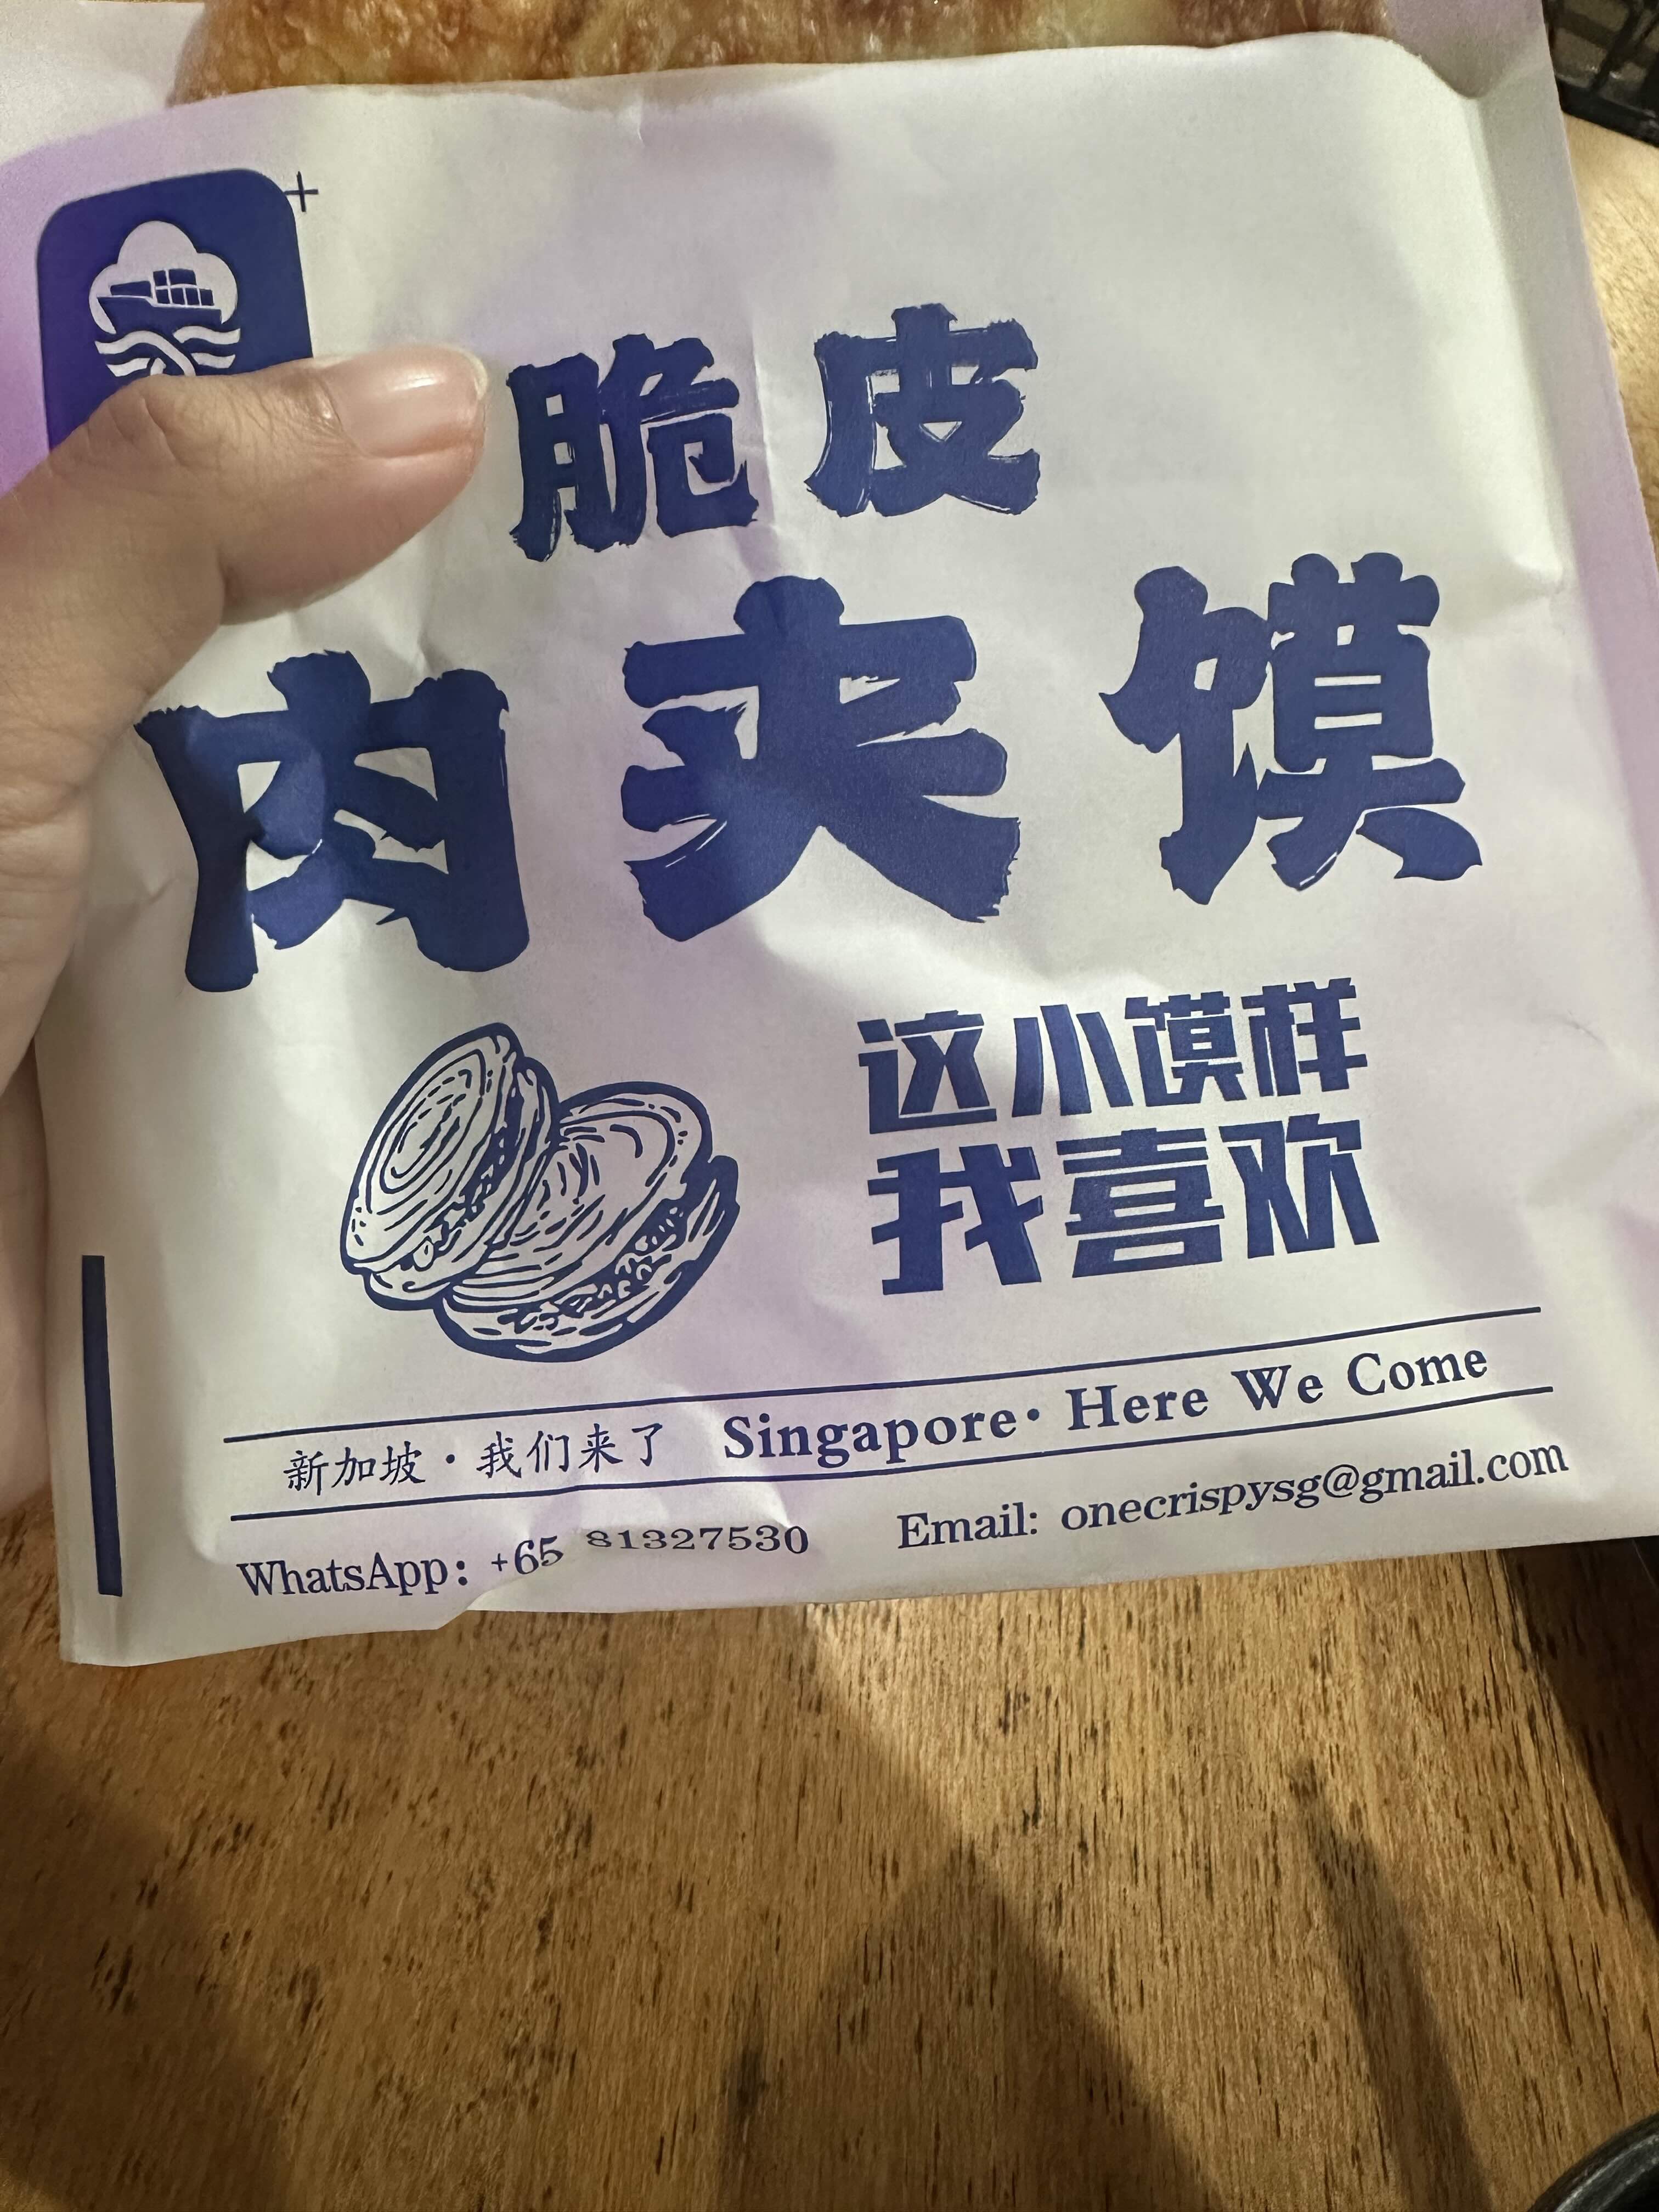 脆皮
肉夹馍
这小馍样
我喜欢
新加坡·我们来了 Singapore· Here We Come
WhatsApp: +65 81327530 Email: onecrispysg@gmail.com